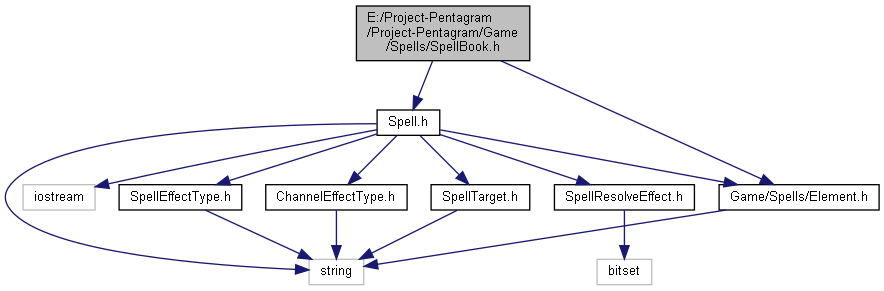 E:/Project-Pentagram
/Project-Pentagram/Game
/Spells/SpellBook.h
Spell.h
iostream
SpellEffectType.h
ChannelEffectType.h
SpellTarget.h
SpellResolveEffect.h
Game/Spells/Element.h
string
bitset